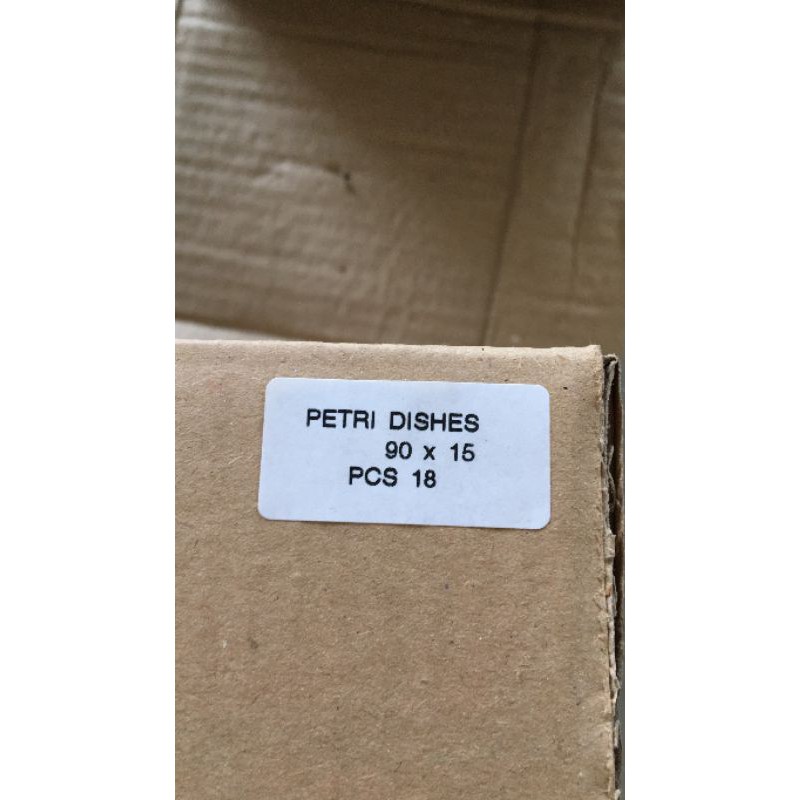 PETRI DISHES
90 x 15
PCS 18